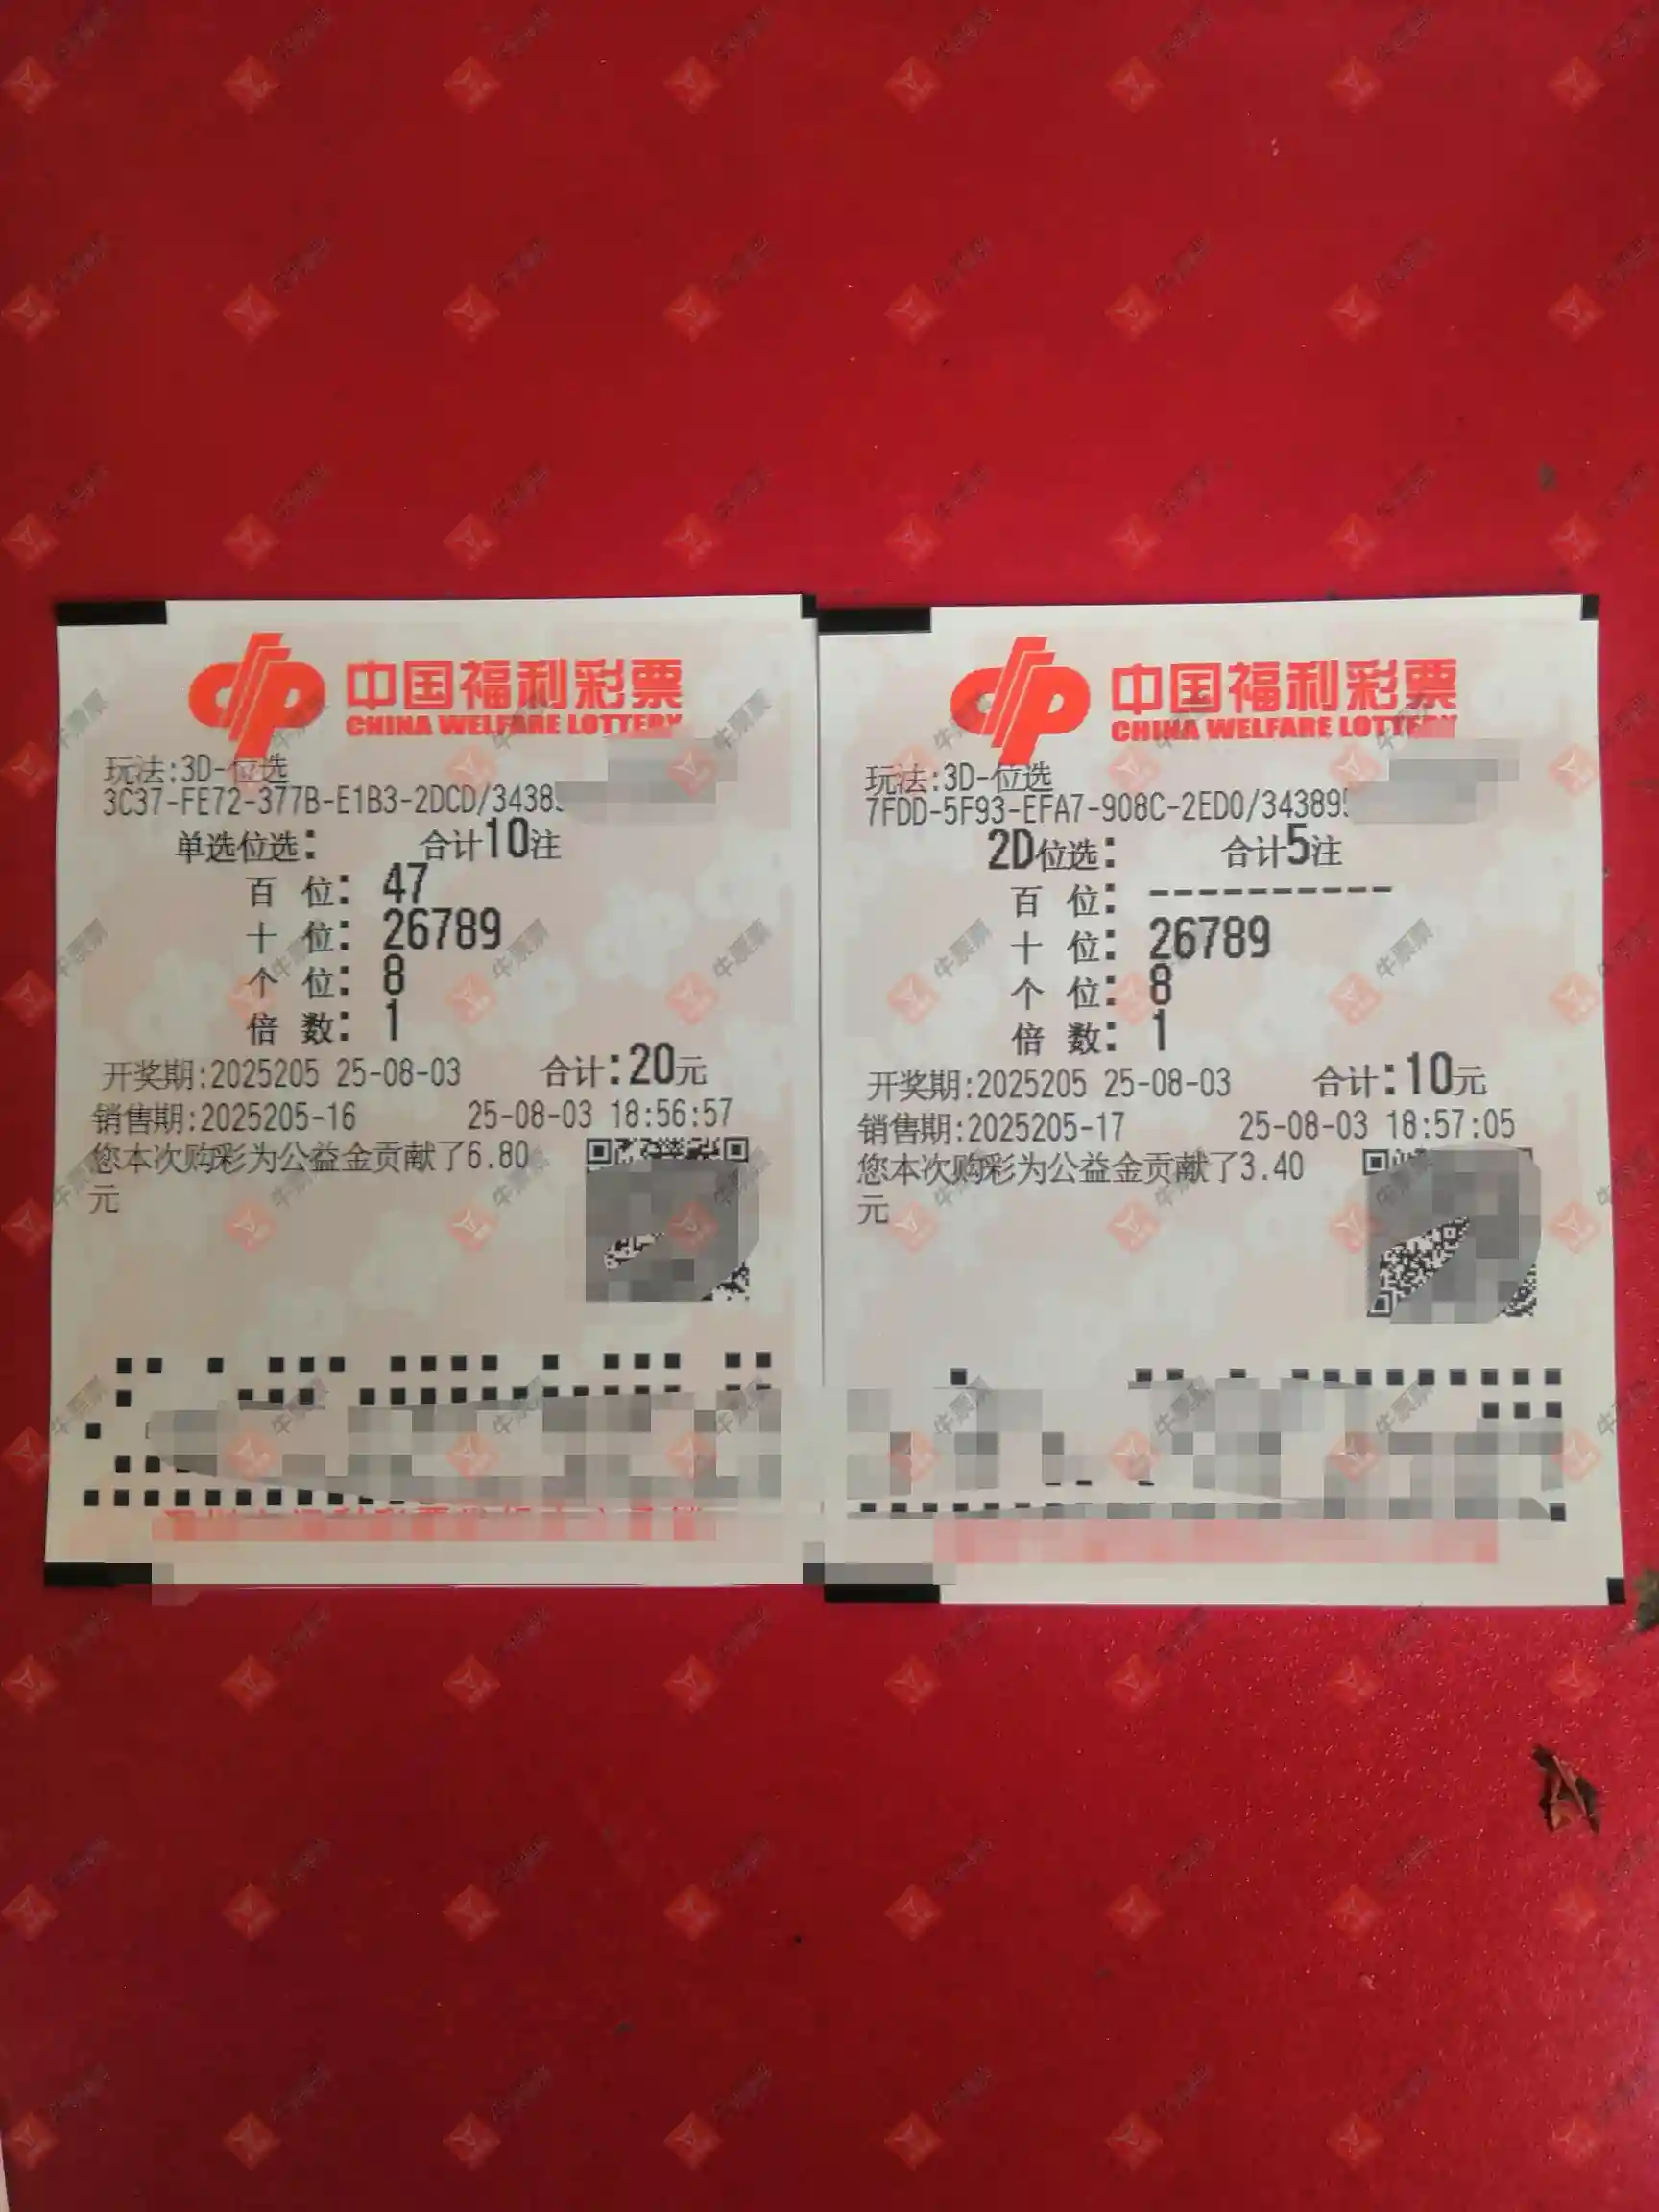 中国福利彩票
CHINA WELFARE LOTTERY
玩法:3D-位选
3C37-FE72-377B-E1B3-2DCD/3438
单选位选: 合计10注
百 位: 47
十 位: 26789
个 位: 8
倍 数: 1
开奖期:2025205 25-08-03 合计:20元
销售期:2025205-16 25-08-03 18:56:57
您本次购彩为公益金贡献了6.80
元
中国福利彩票
CHINA WELFARE LOTTERY
玩法:3D-位选
7FDD-5F93-EFA7-908C-2ED0/34389
2D位选: 合计5注
百 位: ----------
十 位: 26789
个 位: 8
倍 数: 1
开奖期:2025205 25-08-03 合计:10元
销售期:2025205-17 25-08-03 18:57:05
您本次购彩为公益金贡献了3.40
元
牛票票